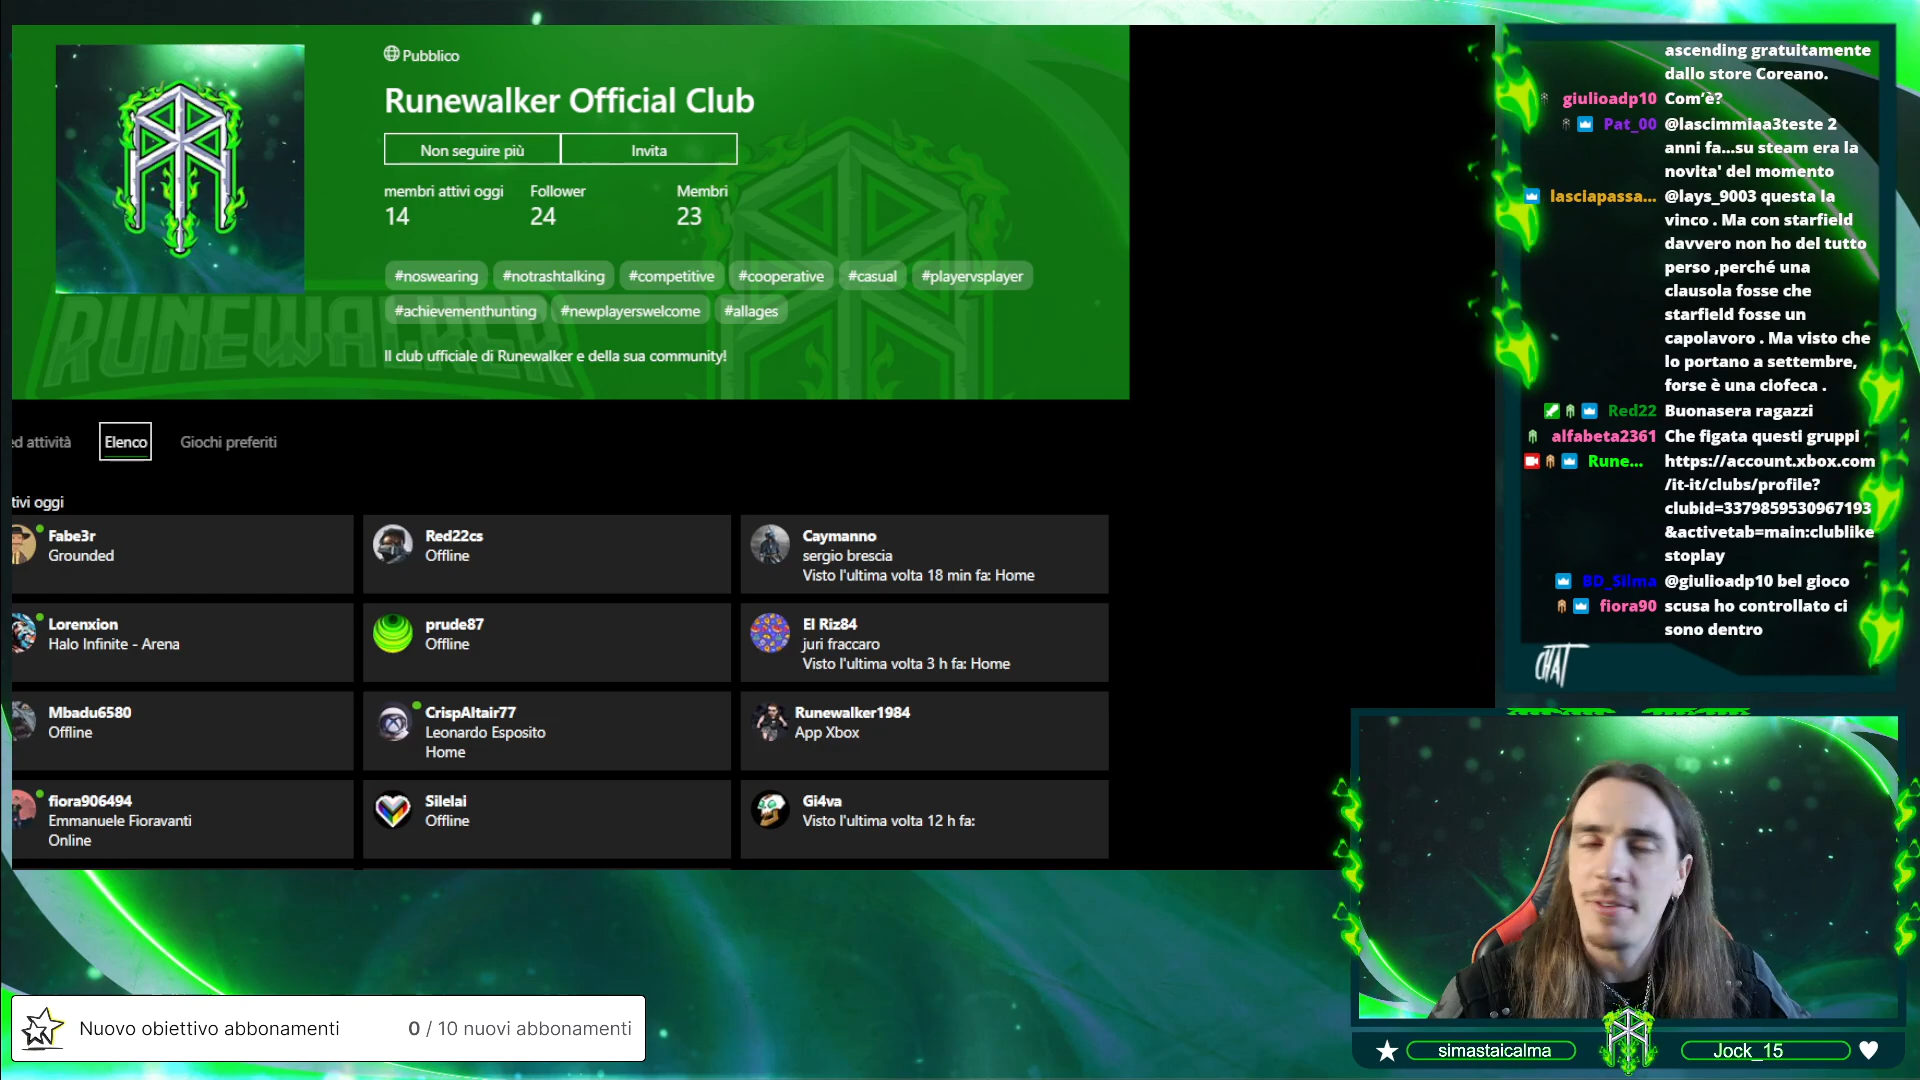 Pubblico
Runewalker Official Club
Non seguire più
Invita
membri attivi oggi Follower Membri
14 24 23
#noswearing #notrashtalking #competitive #cooperative #casual #playervsplayer
#achievementhunting #newplayerswelcome #allages
RUNEWALKER
Il club ufficiale di Runewalker e della sua community!
ed attività Elenco Giochi preferiti
tivi oggi
Fabe3r
Grounded
Red22cs
Offline
Caymanno
sergio brescia
Visto l'ultima volta 18 min fa: Home
Lorenxion
Halo Infinite - Arena
prude87
Offline
El Riz84
juri fraccaro
Visto l'ultima volta 3 h fa: Home
Mbadu6580
Offline
CrispAltair77
Leonardo Esposito
Home
Runewalker1984
App Xbox
fiora906494
Emmanuele Fioravanti
Online
Silelai
Offline
Gi4va
Visto l'ultima volta 12 h fa:
ascending gratuitamente
dallo store Coreano.
giulioadp10 Com'è?
Pat_00 @lascimmiaa3teste 2
anni fa...su steam era la
novita' del momento
lasciapassa... @lays_9003 questa la
vinco . Ma con starfield
davvero non ho del tutto
perso ,perché una
clausola fosse che
starfield fosse un
capolavoro . Ma visto che
lo portano a settembre,
forse è una ciofeca .
Red22 Buonasera ragazzi
alfabeta2361 Che figata questi gruppi
Rune... https://account.xbox.com
/it-it/clubs/profile?
clubid=3379859530967193
&activetab=main:clublike
stoplay
BD_Silma @giulioadp10 bel gioco
fiora90 scusa ho controllato ci
sono dentro
CHAT
Nuovo obiettivo abbonamenti 0 / 10 nuovi abbonamenti
simastaicalma
Jock_15